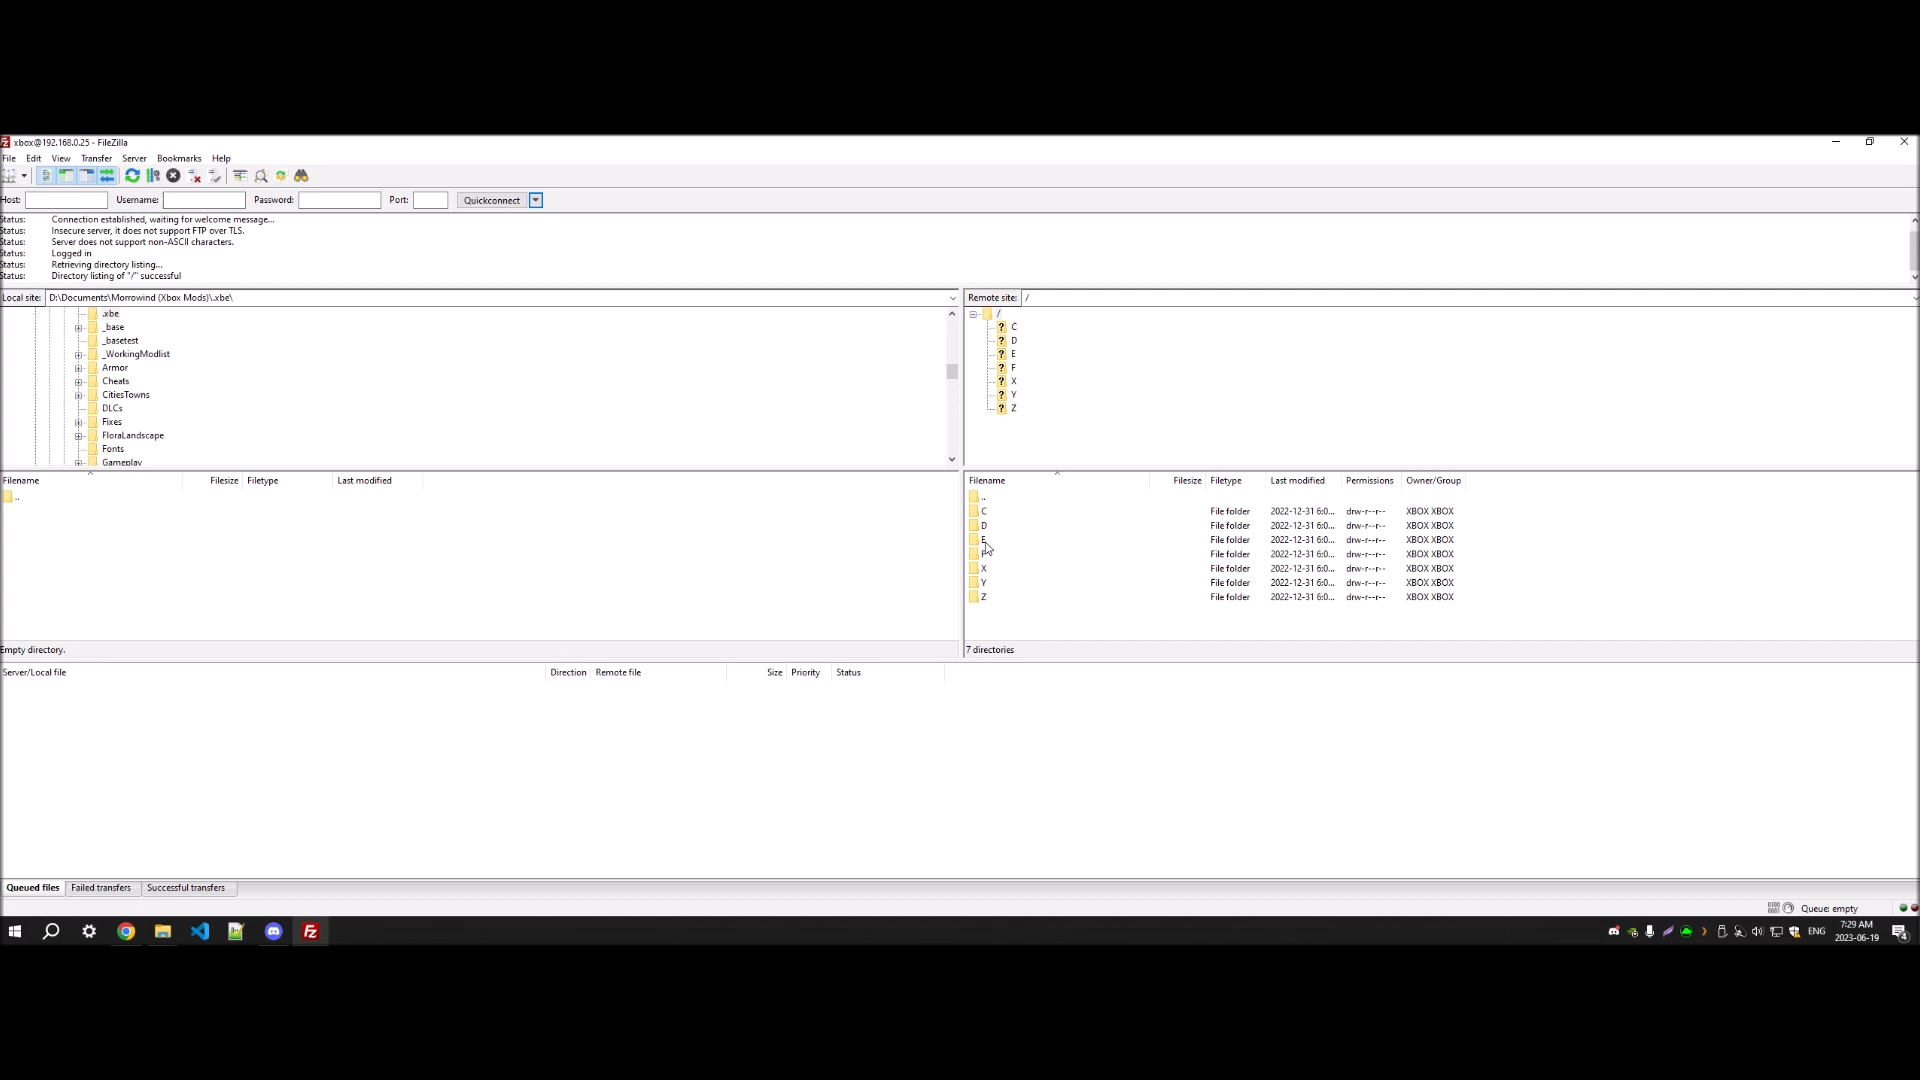 xbox@192.168.0.25 - FileZilla
File Edit View Transfer Server Bookmarks Help
Host: Username: Password: Port: Quickconnect
Status: Connection established, waiting for welcome message...
Status: Insecure server, it does not support FTP over TLS.
Status: Server does not support non-ASCII characters.
Status: Logged in
Status: Retrieving directory listing...
Status: Directory listing of "/" successful
Local site: D:\Documents\Morrowind (Xbox Mods)\.xbe\
.xbe
_base
_basetest
_WorkingModlist
Armor
Cheats
CitiesTowns
DLCs
Fixes
FloraLandscape
Fonts
Gameplay
Remote site: /
/
? C
? D
? E
? F
? X
? Y
? Z
Filename Filesize Filetype Last modified
..
Empty directory.
Filename Filesize Filetype Last modified Permissions Owner/Group
..
C File folder 2022-12-31 6:0... drw-r--r-- XBOX XBOX
D File folder 2022-12-31 6:0... drw-r--r-- XBOX XBOX
E File folder 2022-12-31 6:0... drw-r--r-- XBOX XBOX
F File folder 2022-12-31 6:0... drw-r--r-- XBOX XBOX
X File folder 2022-12-31 6:0... drw-r--r-- XBOX XBOX
Y File folder 2022-12-31 6:0... drw-r--r-- XBOX XBOX
Z File folder 2022-12-31 6:0... drw-r--r-- XBOX XBOX
7 directories
Server/Local file Direction Remote file Size Priority Status
Queued files Failed transfers Successful transfers
Queue: empty
ENG
7:29 AM
2023-06-19
4